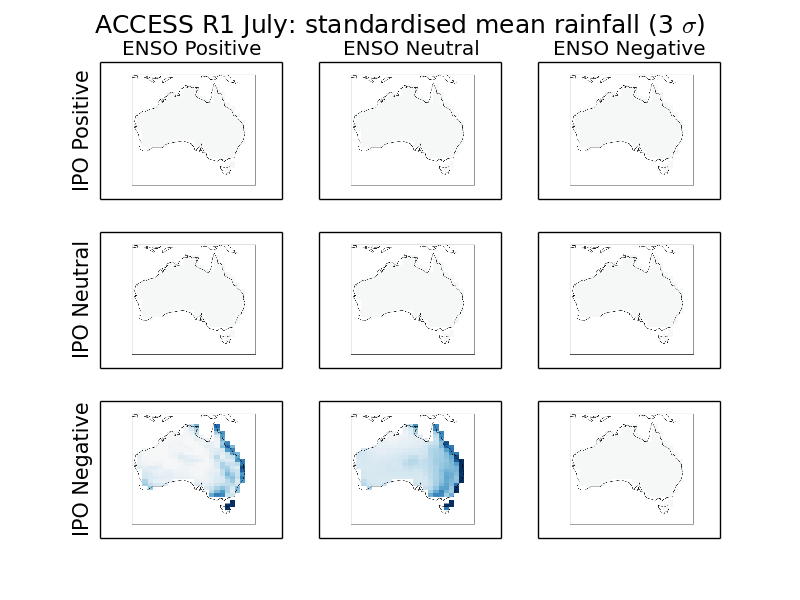 ACCESS R1 July: standardised mean rainfall (3 σ)
ENSO Positive
ENSO Neutral
ENSO Negative
IPO Positive
IPO Neutral
IPO Negative